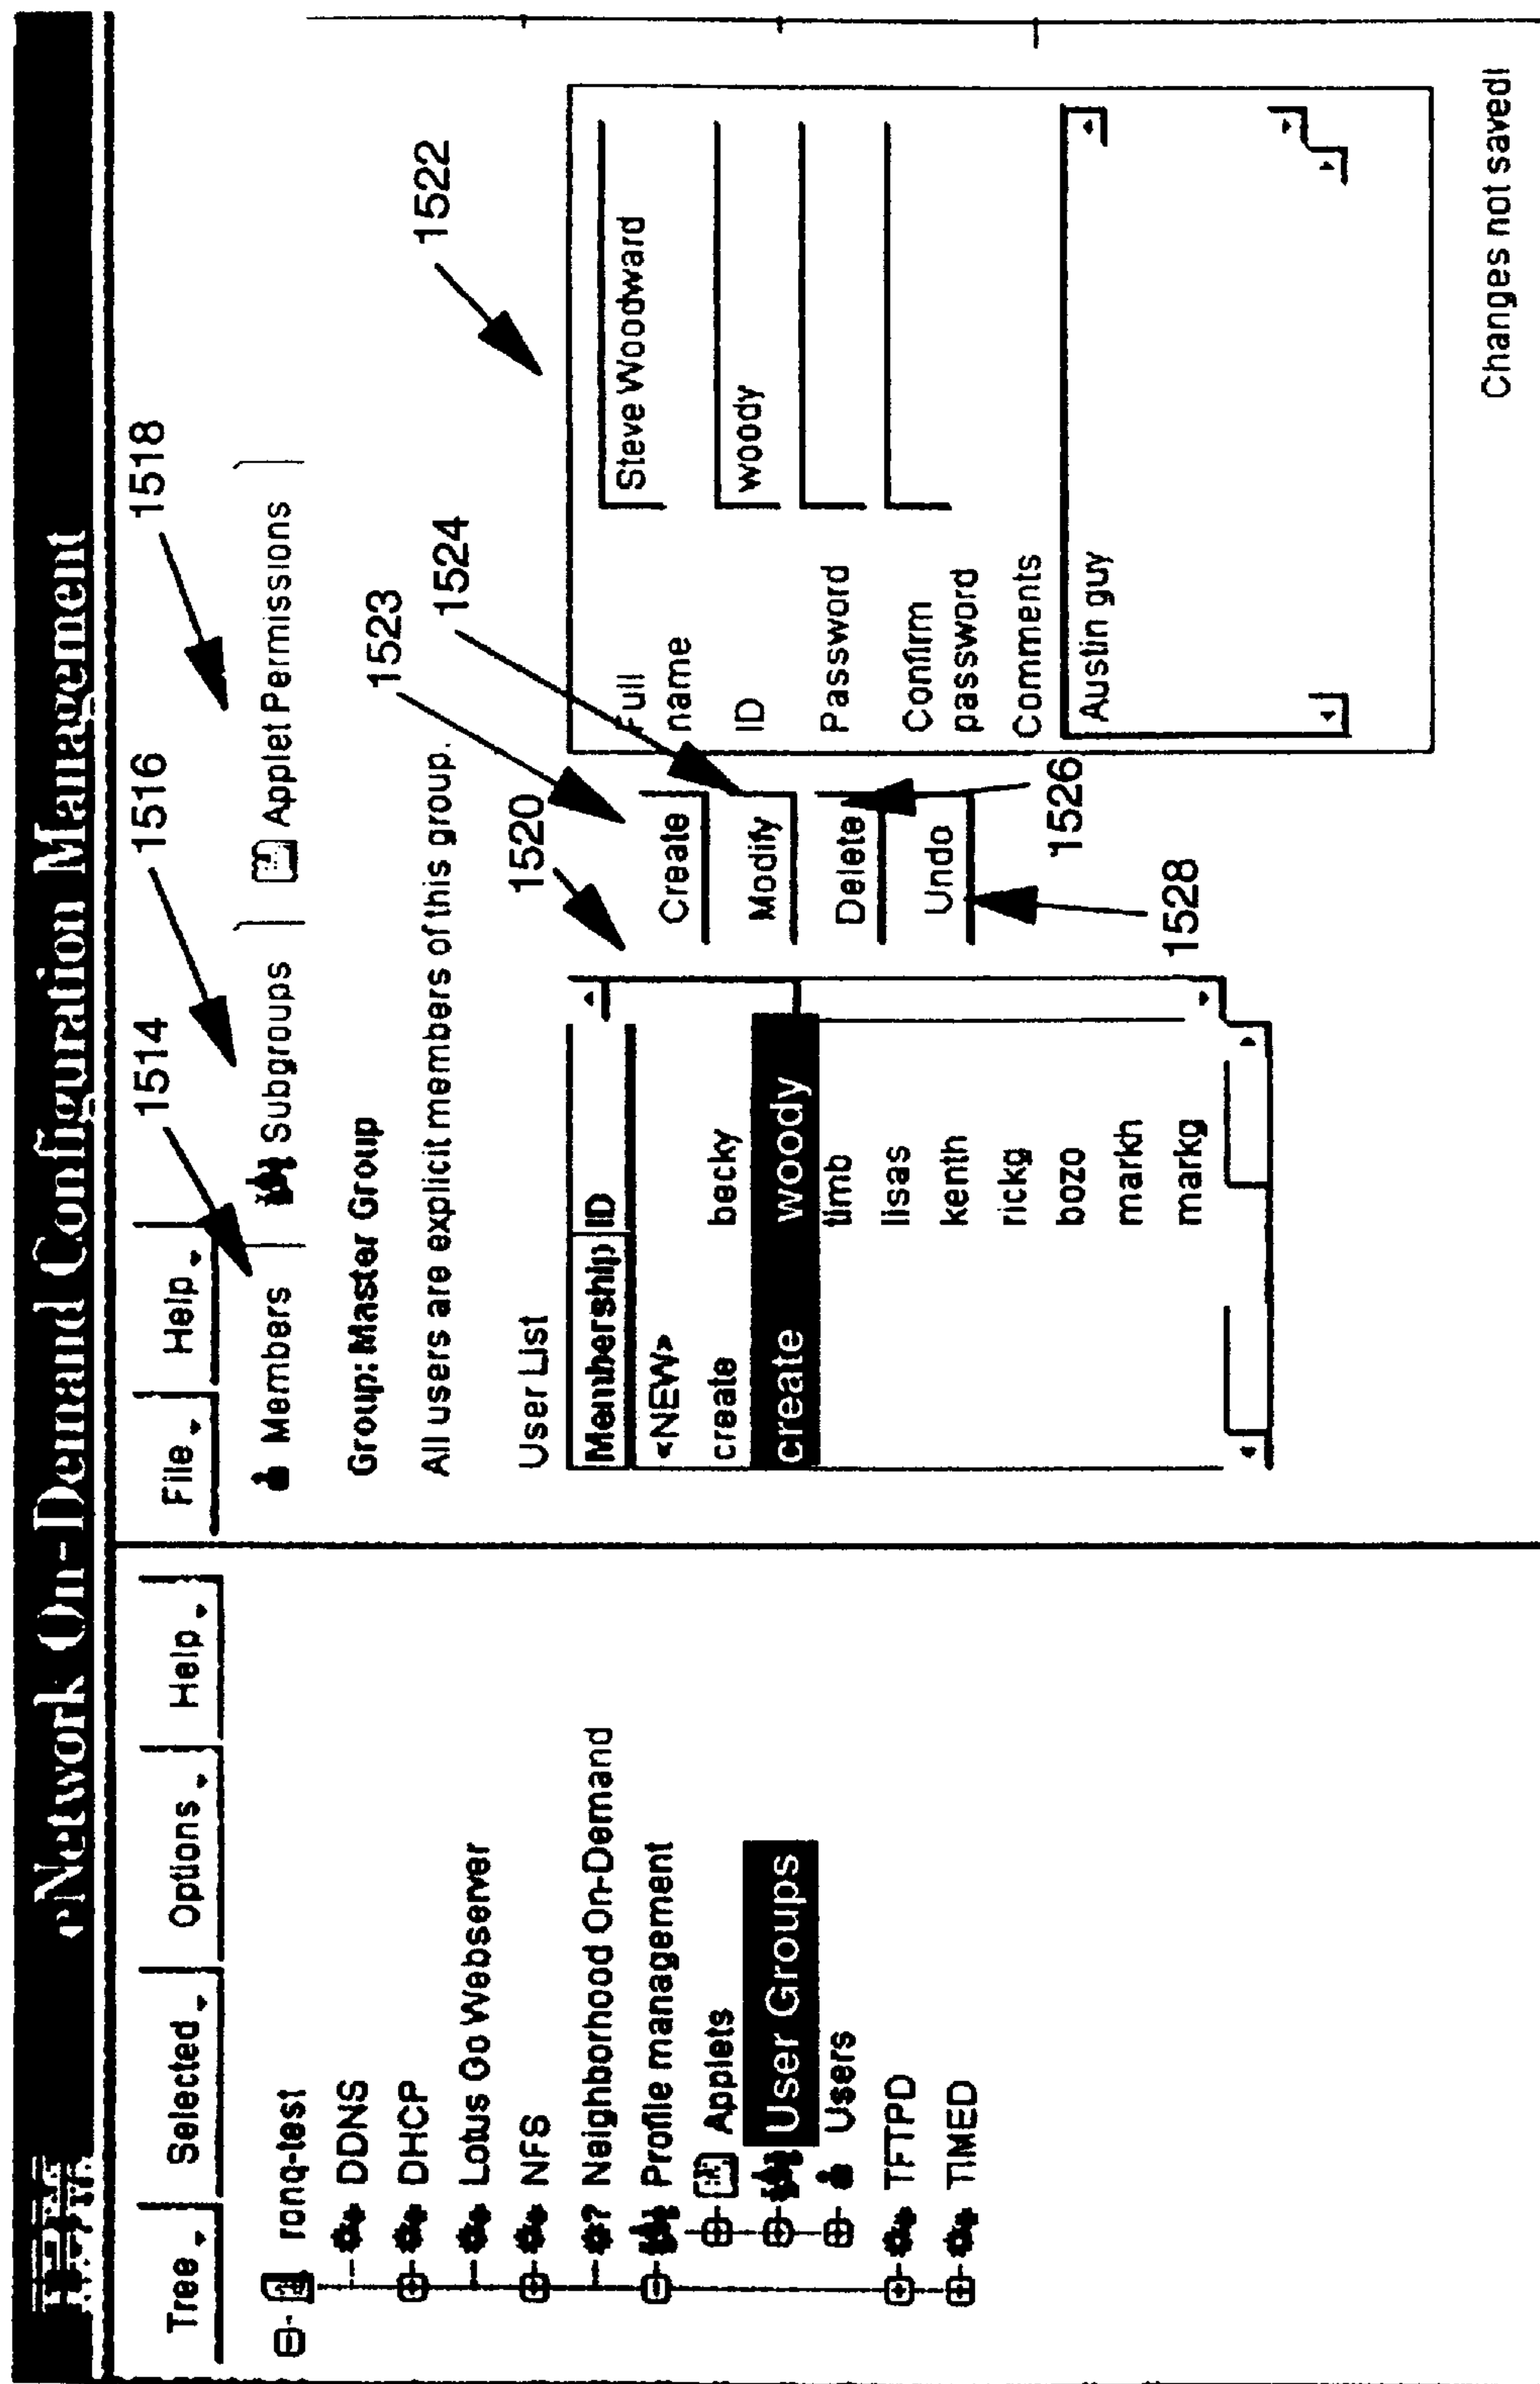 eNetwork On-Demand Configuration Management
Tree Selected Options Help
ronq-test
DDNS
DHCP
Lotus Go Webserver
NFS
Neighborhood On-Demand
Profile management
Applets
User Groups
Users
TFTPD
TIMED
File Help
1514
1516
1518
Members Subgroups Applet Permissions
Group: Master Group
All users are explicit members of this group.
User List
1520
1523
1524
1522
Membership ID
<NEW>
create becky
create woody
timb
lisas
kenth
rickg
bozo
markh
markg
Create
Modify
Delete
Undo
1526
1528
Full name Steve Woodward
ID woody
Password
Confirm password
Comments
Austin guy
Changes not saved!